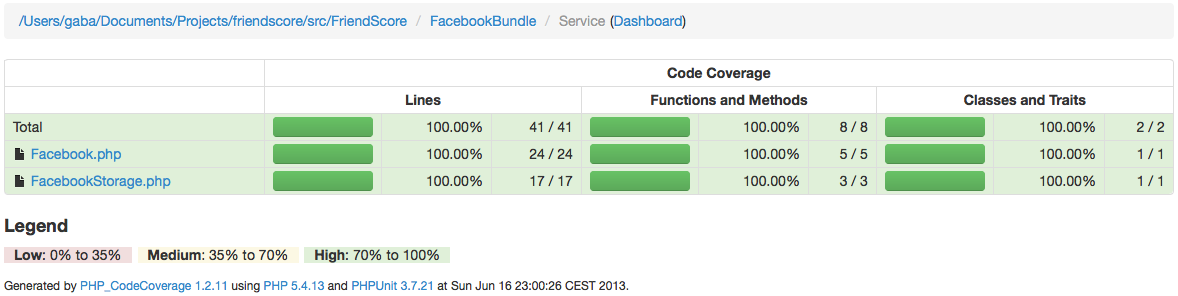 /Users/gaba/Documents/Projects/friendscore/src/FriendScore / FacebookBundle / Service (Dashboard)
Code Coverage
Lines Functions and Methods Classes and Traits
Total 100.00% 41 / 41 100.00% 8 / 8 100.00% 2 / 2
Facebook.php 100.00% 24 / 24 100.00% 5 / 5 100.00% 1 / 1
FacebookStorage.php 100.00% 17 / 17 100.00% 3 / 3 100.00% 1 / 1
Legend
Low: 0% to 35% Medium: 35% to 70% High: 70% to 100%
Generated by PHP_CodeCoverage 1.2.11 using PHP 5.4.13 and PHPUnit 3.7.21 at Sun Jun 16 23:00:26 CEST 2013.